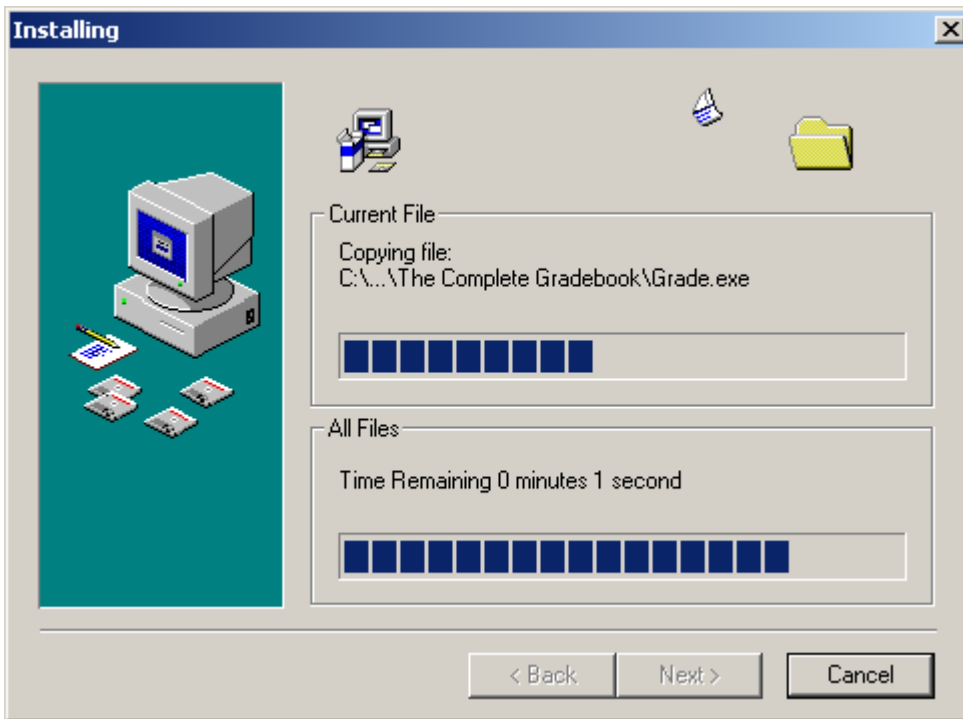 Installing
Current File
Copying file:
C:\...\The Complete Gradebook\Grade.exe
All Files
Time Remaining 0 minutes 1 second
< Back
Next >
Cancel